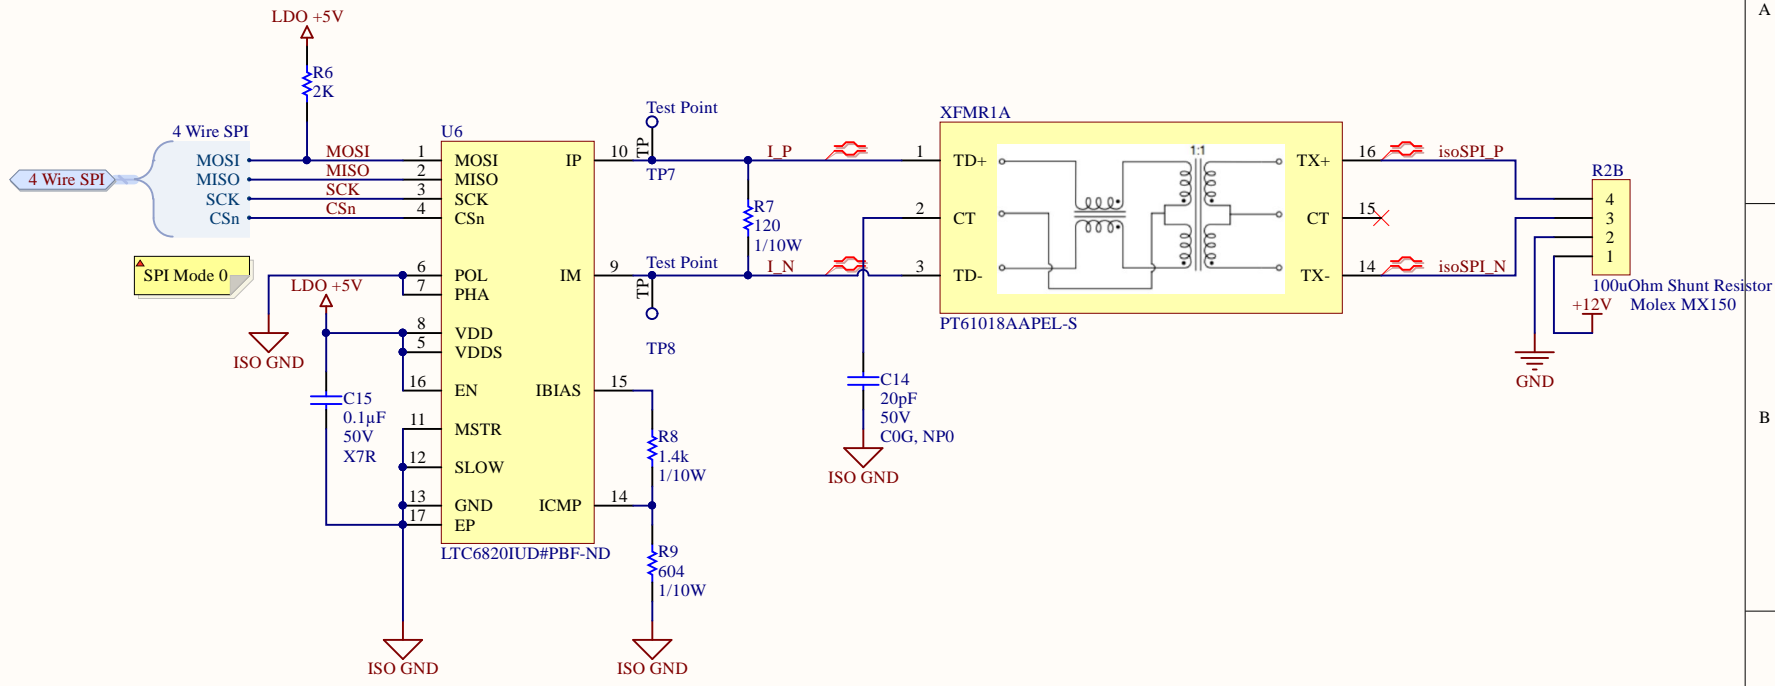 LDO +5V
A
R6
2K
Test Point
XFMR1A
4 Wire SPI
U6
TP
1:1
MOSI
MOSI
1
MOSI
IP
10
I_P
1
TD+
TX+
16
isoSPI_P
MISO
MISO
2
MISO
TP7
R2B
4 Wire SPI
SCK
SCK
3
SCK
R7
4
CSn
CSn
4
CSn
120
2
CT
CT
15
3
1/10W
2
1
SPI Mode 0
6
POL
IM
9
Test Point
I_N
3
TD-
TX-
14
isoSPI_N
LDO +5V
7
PHA
TP
100uOhm Shunt Resistor
Molex MX150
+12V
8
VDD
PT61018AAPEL-S
5
VDDS
TP8
ISO GND
GND
16
EN
IBIAS
15
C14
20pF
50V
C0G, NP0
C15
0.1µF
50V
X7R
11
MSTR
R8
1.4k
1/10W
B
12
SLOW
ISO GND
13
GND
ICMP
14
17
EP
LTC6820IUD#PBF-ND
R9
604
1/10W
ISO GND
ISO GND